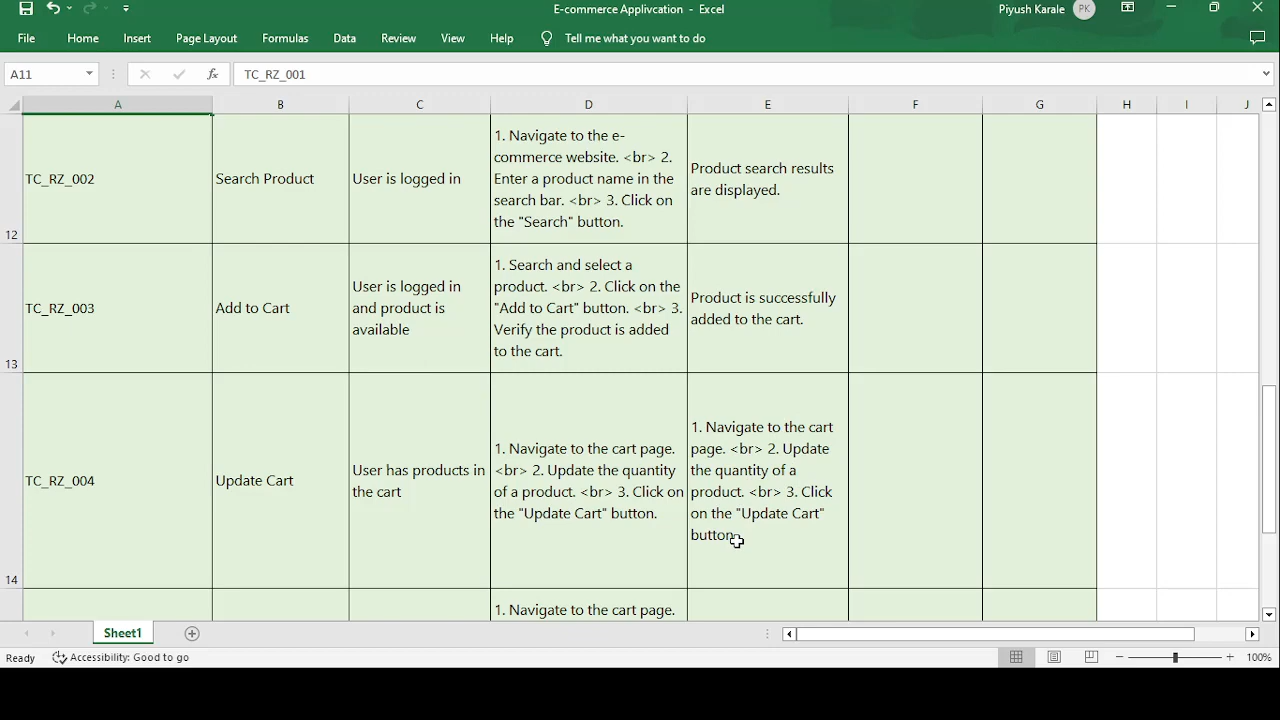 E-commerce Applivcation - Excel
Piyush Karale
PK
File
Home
Insert
Page Layout
Formulas
Data
Review
View
Help
Tell me what you want to do
A11
fx
TC_RZ_001
A
B
C
D
E
F
G
H
I
J
12
TC_RZ_002
Search Product
User is logged in
1. Navigate to the e-
commerce website. <br> 2.
Enter a product name in the
search bar. <br> 3. Click on
the "Search" button.
Product search results
are displayed.
13
TC_RZ_003
Add to Cart
User is logged in
and product is
available
1. Search and select a
product. <br> 2. Click on the
"Add to Cart" button. <br> 3.
Verify the product is added
to the cart.
Product is successfully
added to the cart.
14
TC_RZ_004
Update Cart
User has products in
the cart
1. Navigate to the cart page.
<br> 2. Update the quantity
of a product. <br> 3. Click on
the "Update Cart" button.
1. Navigate to the cart
page. <br> 2. Update
the quantity of a
product. <br> 3. Click
on the "Update Cart"
button.
1. Navigate to the cart page.
Sheet1
Ready
Accessibility: Good to go
100%